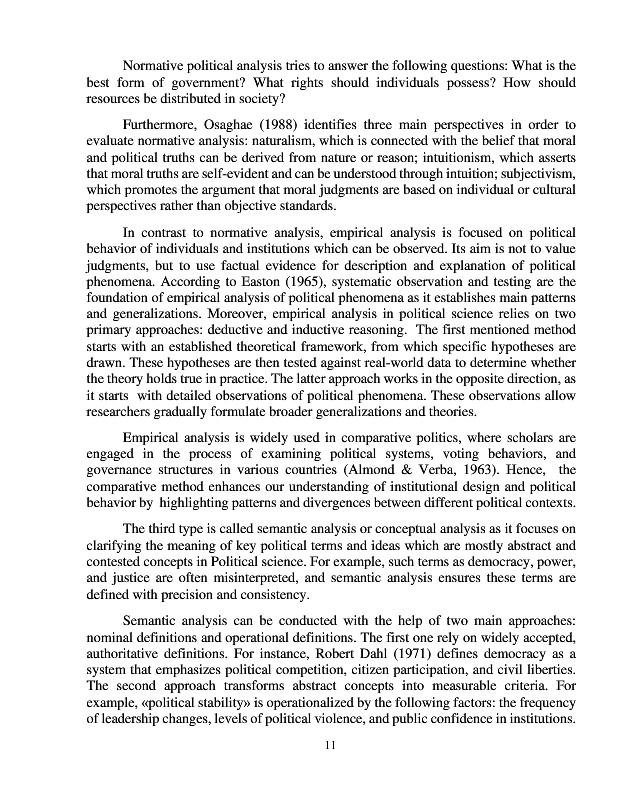 Normative political analysis tries to answer the following questions: What is the
best form of government? What rights should individuals possess? How should
resources be distributed in society?
Furthermore, Osaghae (1988) identifies three main perspectives in order to
evaluate normative analysis: naturalism, which is connected with the belief that moral
and political truths can be derived from nature or reason; intuitionism, which asserts
that moral truths are self-evident and can be understood through intuition; subjectivism,
which promotes the argument that moral judgments are based on individual or cultural
perspectives rather than objective standards.
In contrast to normative analysis, empirical analysis is focused on political
behavior of individuals and institutions which can be observed. Its aim is not to value
judgments, but to use factual evidence for description and explanation of political
phenomena. According to Easton (1965), systematic observation and testing are the
foundation of empirical analysis of political phenomena as it establishes main patterns
and generalizations. Moreover, empirical analysis in political science relies on two
primary approaches: deductive and inductive reasoning.  The first mentioned method
starts with an established theoretical framework, from which specific hypotheses are
drawn. These hypotheses are then tested against real-world data to determine whether
the theory holds true in practice. The latter approach works in the opposite direction, as
it starts  with detailed observations of political phenomena. These observations allow
researchers gradually formulate broader generalizations and theories.
Empirical analysis is widely used in comparative politics, where scholars are
engaged in the process of examining political systems, voting behaviors, and
governance structures in various countries (Almond & Verba, 1963). Hence,  the
comparative method enhances our understanding of institutional design and political
behavior by  highlighting patterns and divergences between different political contexts.
The third type is called semantic analysis or conceptual analysis as it focuses on
clarifying the meaning of key political terms and ideas which are mostly abstract and
contested concepts in Political science. For example, such terms as democracy, power,
and justice are often misinterpreted, and semantic analysis ensures these terms are
defined with precision and consistency.
Semantic analysis can be conducted with the help of two main approaches:
nominal definitions and operational definitions. The first one rely on widely accepted,
authoritative definitions. For instance, Robert Dahl (1971) defines democracy as a
system that emphasizes political competition, citizen participation, and civil liberties.
The second approach transforms abstract concepts into measurable criteria. For
example, «political stability» is operationalized by the following factors: the frequency
of leadership changes, levels of political violence, and public confidence in institutions.
11